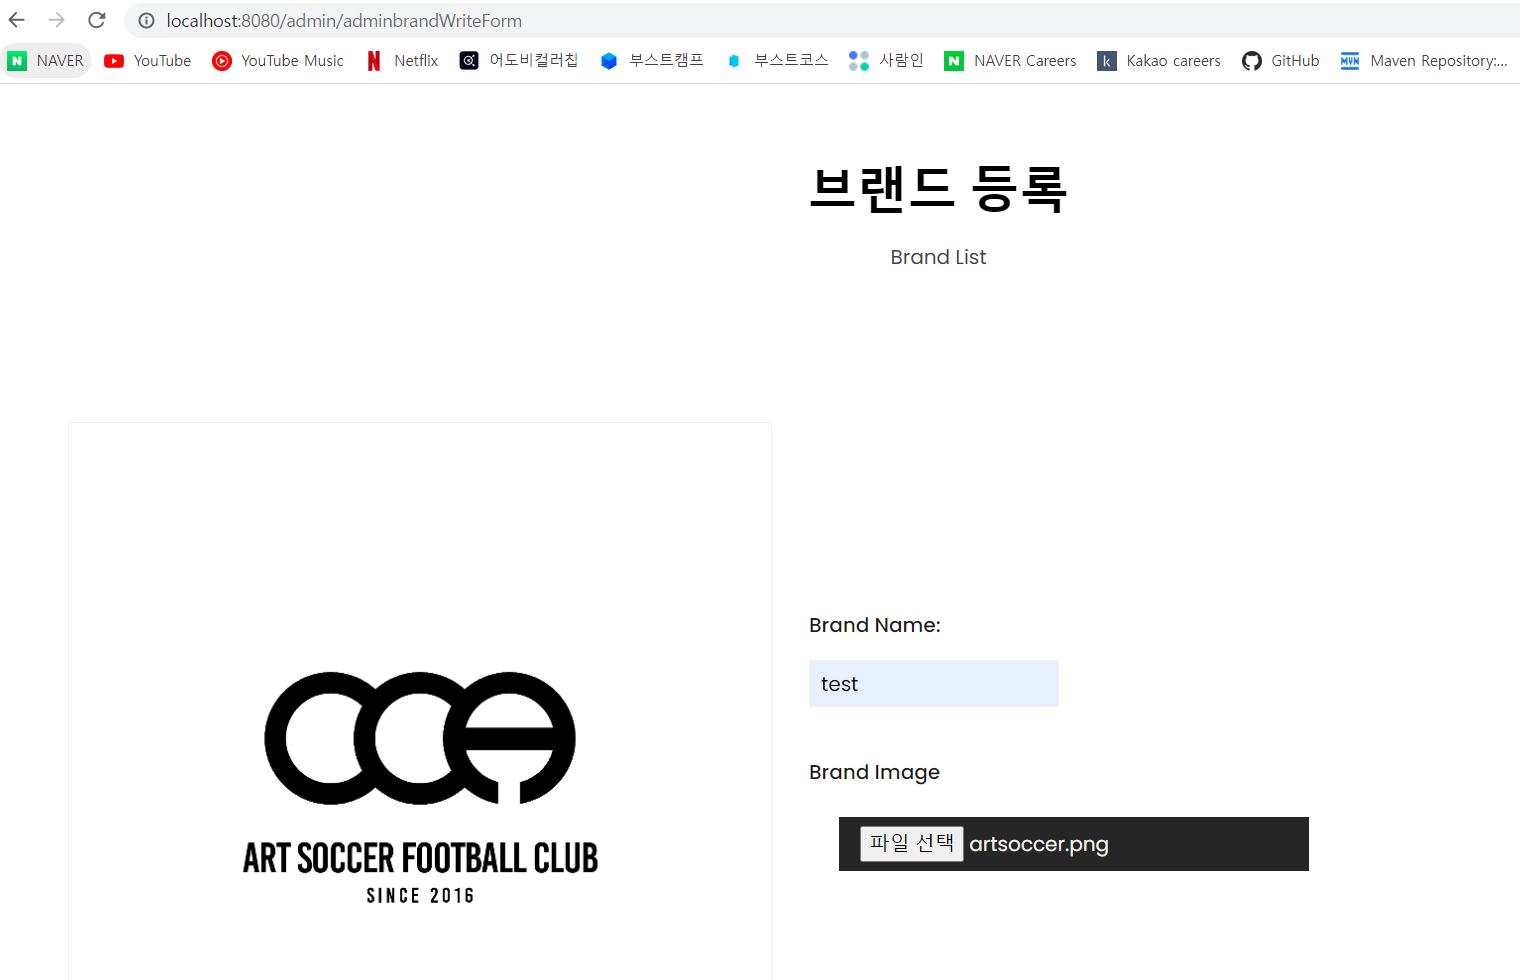 localhost:8080/admin/adminbrandWriteForm
NAVER YouTube YouTube Music Netflix 어도비컬러칩 부스트캠프 부스트코스 사람인 NAVER Careers k Kakao careers GitHub MVN Maven Repository:...
브랜드 등록
Brand List
Brand Name:
test
Brand Image
파일 선택 artsoccer.png
CCA
ART SOCCER FOOTBALL CLUB
SINCE 2016